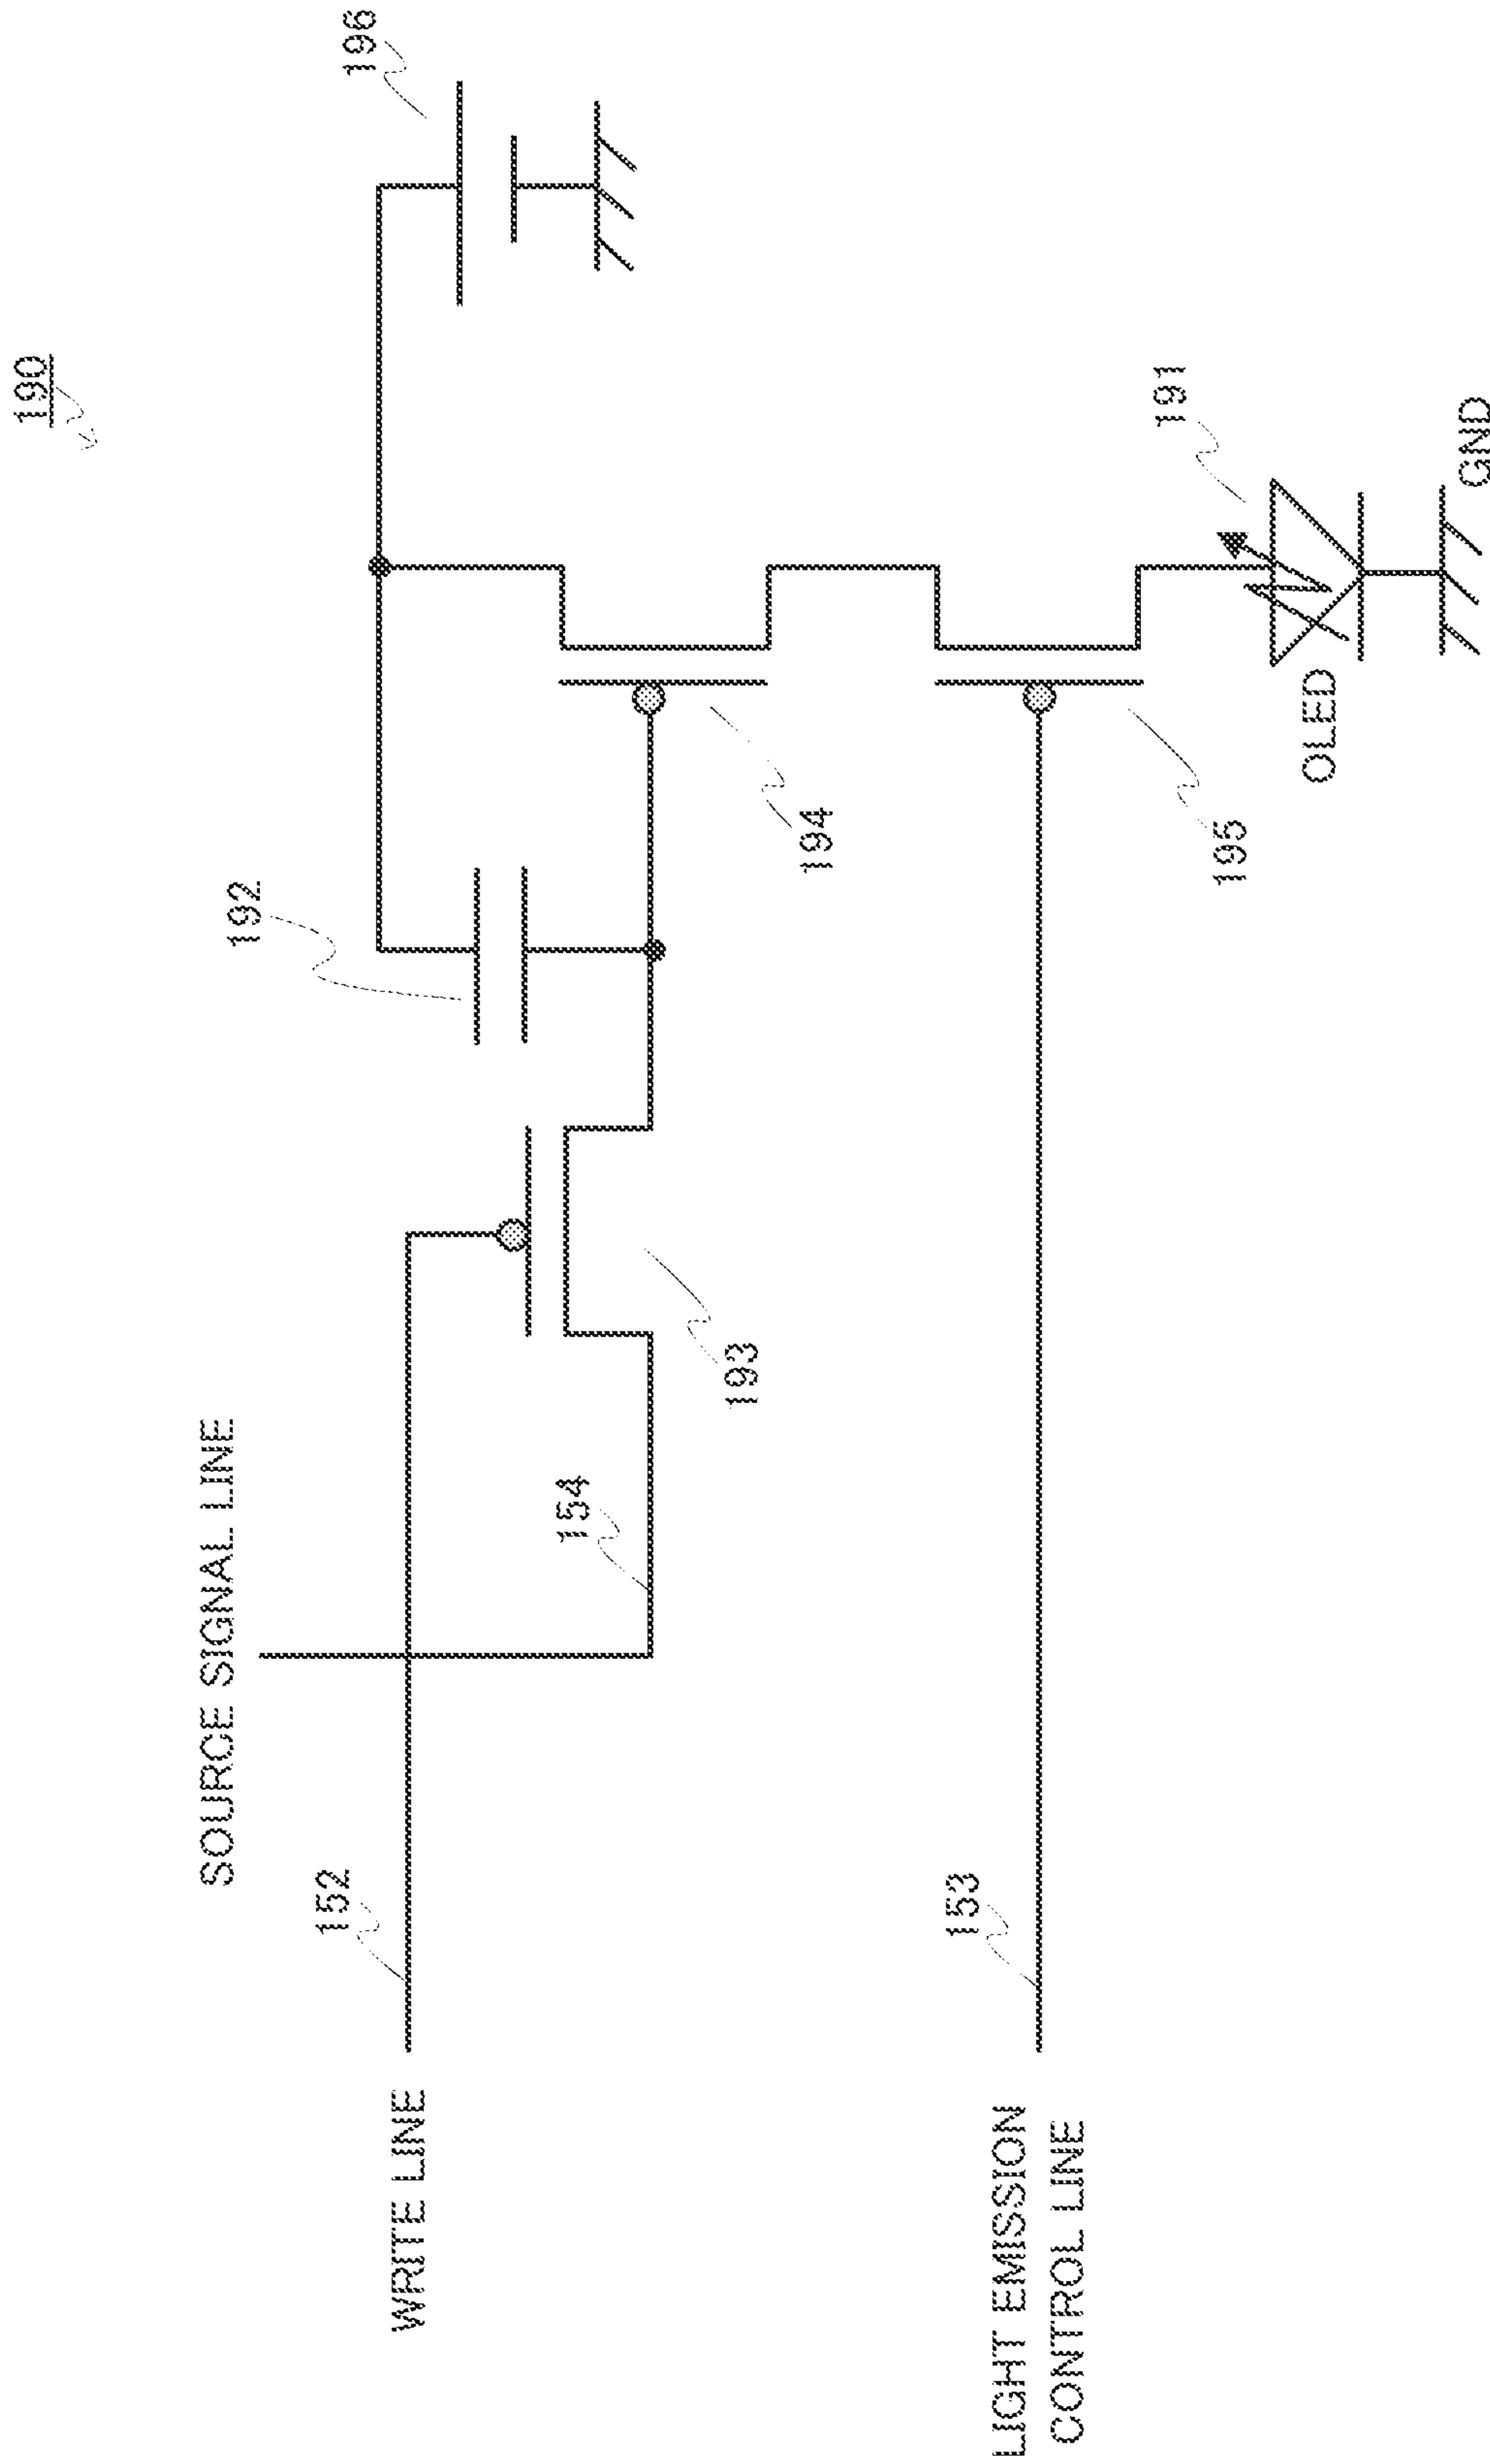 190
196
192
SOURCE SIGNAL LINE
WRITE LINE
152
154
193
194
191
195
OLED
GND
LIGHT EMISSION
CONTROL LINE
153